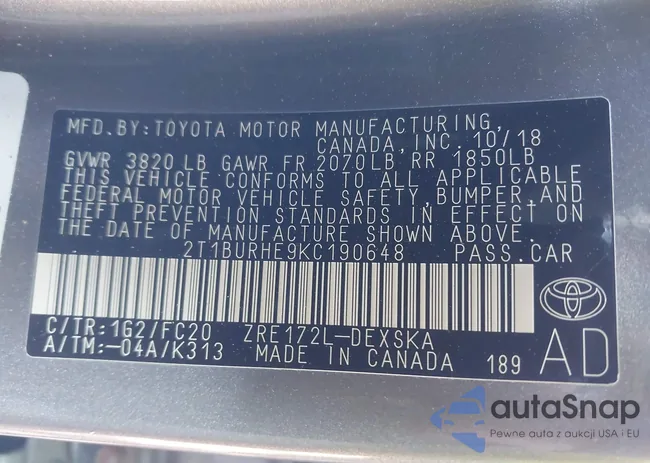 MFD.BY:TOYOTA MOTOR MANUFACTURING,
CANADA,INC. 10/18
GVWR 3820 LB GAWR FR 2070LB RR 1850LB
THIS VEHICLE CONFORMS TO ALL APPLICABLE
FEDERAL MOTOR VEHICLE SAFETY,BUMPER,AND
THEFT PREVENTION STANDARDS IN EFFECT ON
THE DATE OF MANUFACTURE SHOWN ABOVE.
2T1BURHE9KC190648 PASS.CAR
C/TR:1G2/FC20 ZRE172L-DEXSKA
A/TM:-04A/K313 MADE IN CANADA 189 AD
autaSnap
Pewne auta z aukcji USA i EU